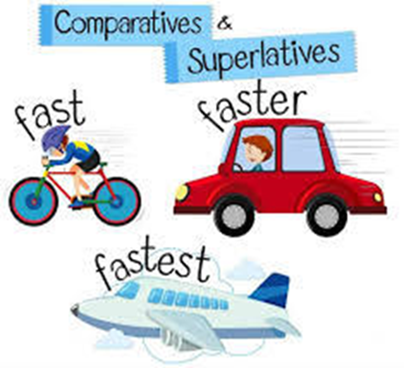 Comparatives &
Superlatives
fast
faster
fastest